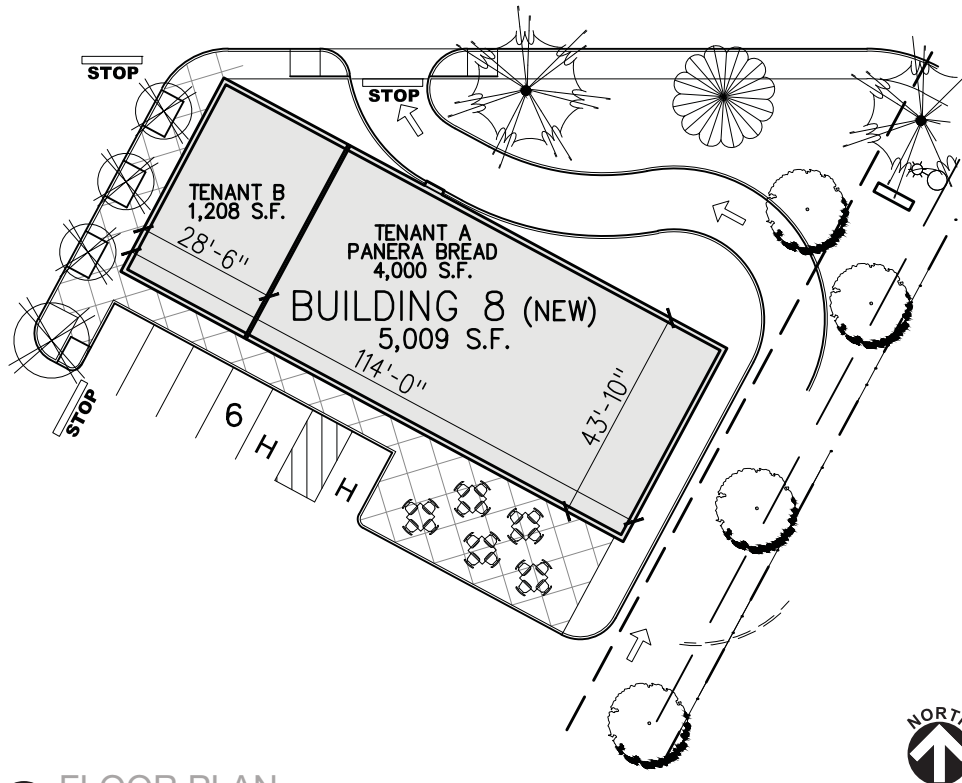 STOP
STOP
TENANT B
1,208 S.F.
28'-6"
TENANT A
PANERA BREAD
4,000 S.F.
BUILDING 8 (NEW)
5,009 S.F.
114'-0"
43'-10"
STOP
6
H
H
NORTH
FLOOR PLAN